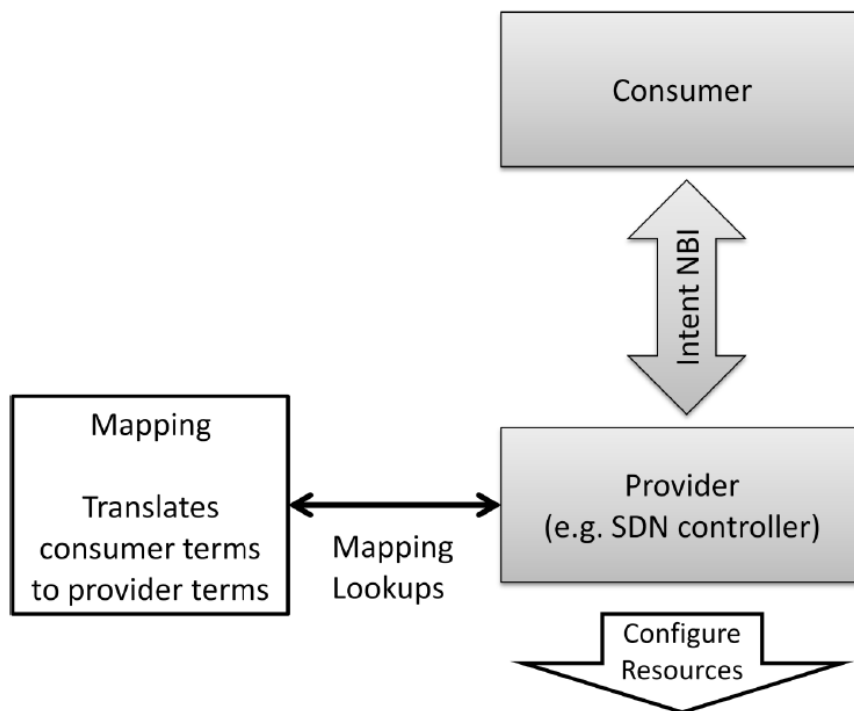 Consumer
Intent NBI
Mapping
Translates
consumer terms
to provider terms
Mapping
Lookups
Provider
(e.g. SDN controller)
Configure
Resources